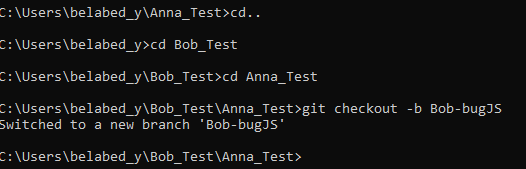 C:\Users\belabed_y\Anna_Test>cd..
C:\Users\belabed_y>cd Bob_Test
C:\Users\belabed_y\Bob_Test>cd Anna_Test
C:\Users\belabed_y\Bob_Test\Anna_Test>git checkout -b Bob-bugJS
Switched to a new branch 'Bob-bugJS'
C:\Users\belabed_y\Bob_Test\Anna_Test>